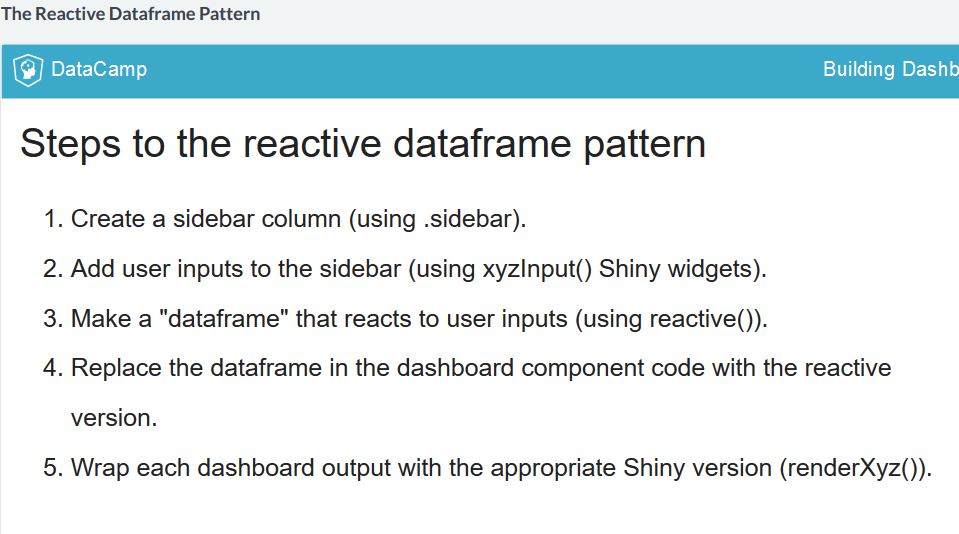 The Reactive Dataframe Pattern
DataCamp
Building Dashb
Steps to the reactive dataframe pattern
1. Create a sidebar column (using .sidebar).
2. Add user inputs to the sidebar (using xyzInput() Shiny widgets).
3. Make a "dataframe" that reacts to user inputs (using reactive()).
4. Replace the dataframe in the dashboard component code with the reactive
version.
5. Wrap each dashboard output with the appropriate Shiny version (renderXyz()).